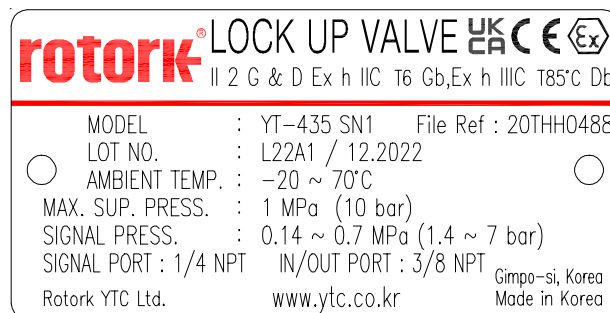 rotork® LOCK UP VALVE UK CA CE Ex
II 2 G & D Ex h IIC T6 Gb,Ex h IIIC T85°C Db
MODEL : YT-435 SN1 File Ref : 20THH0488
LOT NO. : L22A1 / 12.2022
AMBIENT TEMP. : -20 ~ 70°C
MAX. SUP. PRESS. : 1 MPa (10 bar)
SIGNAL PRESS. : 0.14 ~ 0.7 MPa (1.4 ~ 7 bar)
SIGNAL PORT : 1/4 NPT IN/OUT PORT : 3/8 NPT
Gimpo-si, Korea
Rotork YTC Ltd. www.ytc.co.kr Made in Korea